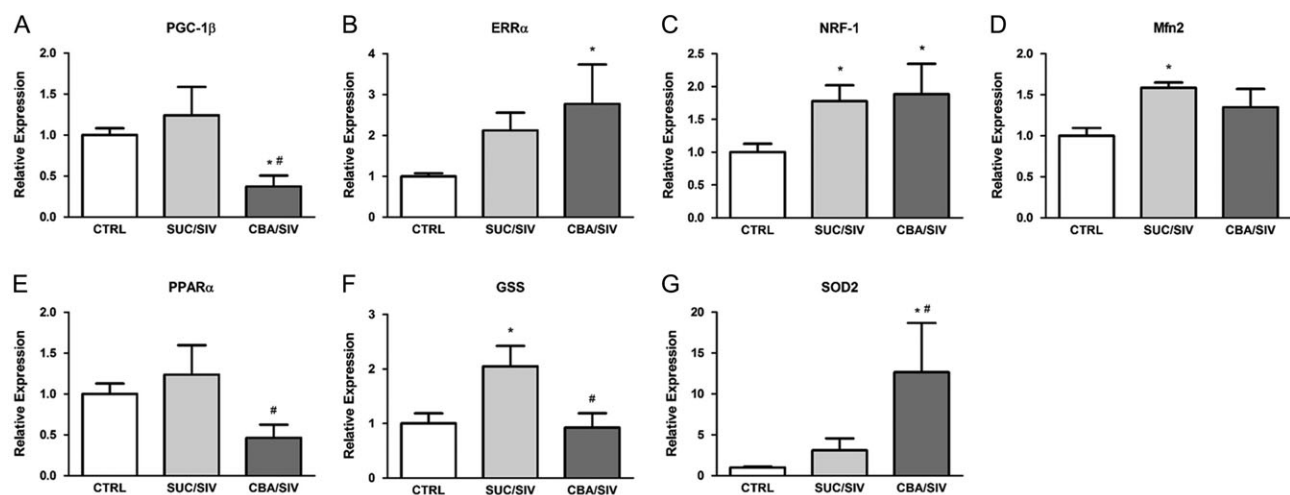 A
PGC-1β
Relative Expression
2.0
1.5
1.0
0.5
0.0
* #
CTRL
SUC/SIV
CBA/SIV
B
ERRα
Relative Expression
4
3
2
1
0
*
CTRL
SUC/SIV
CBA/SIV
C
NRF-1
Relative Expression
2.5
2.0
1.5
1.0
0.5
0.0
*
*
CTRL
SUC/SIV
CBA/SIV
D
Mfn2
Relative Expression
2.0
1.5
1.0
0.5
0.0
*
CTRL
SUC/SIV
CBA/SIV
E
PPARα
Relative Expression
2.0
1.5
1.0
0.5
0.0
#
CTRL
SUC/SIV
CBA/SIV
F
GSS
Relative Expression
3
2
1
0
*
#
CTRL
SUC/SIV
CBA/SIV
G
SOD2
Relative Expression
20
15
10
5
0
* #
CTRL
SUC/SIV
CBA/SIV